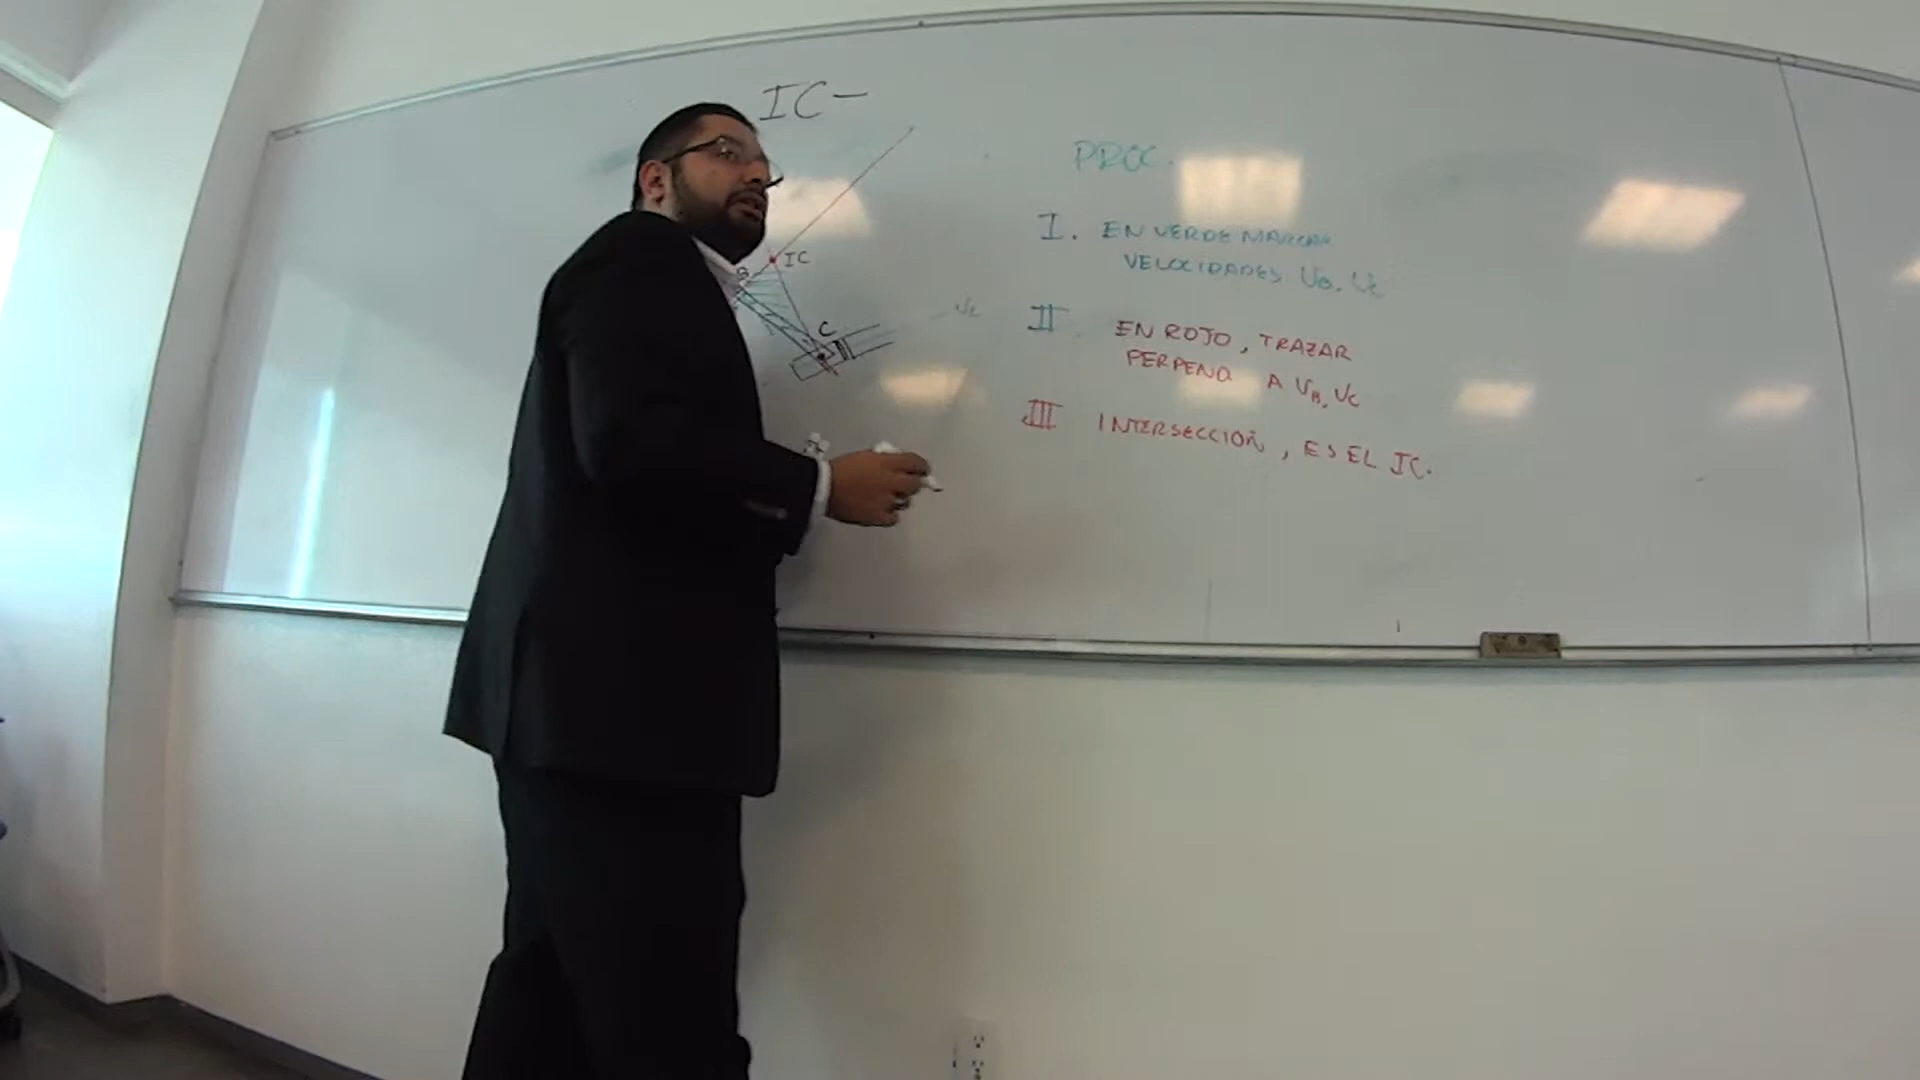 IC-
PROC.
I. EN VERDE MARCAR
VELOCIDADES VB, VC
II EN ROJO, TRAZAR
PERPEND A VB, VC
III INTERSECCIÓN, ES EL IC.
IC
B
C
VC